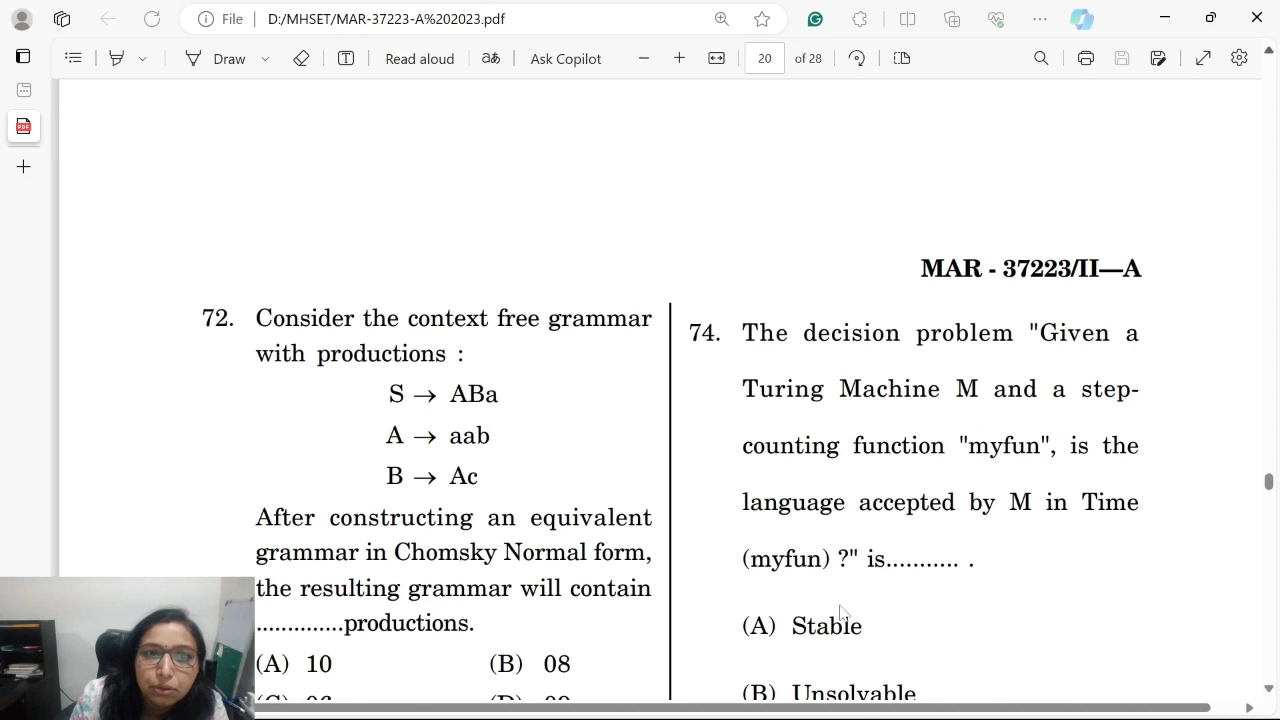 File
D:/MHSET/MAR-37223-A%202023.pdf
Draw
Read aloud
aあ
Ask Copilot
20
of 28
MAR - 37223/II—A
72. Consider the context free grammar
with productions :
S → ABa
A → aab
B → Ac
After constructing an equivalent
grammar in Chomsky Normal form,
the resulting grammar will contain
..............productions.
(A) 10 (B) 08
74. The decision problem "Given a
Turing Machine M and a step-
counting function "myfun", is the
language accepted by M in Time
(myfun) ?" is........... .
(A) Stable
(B) Unsolvable